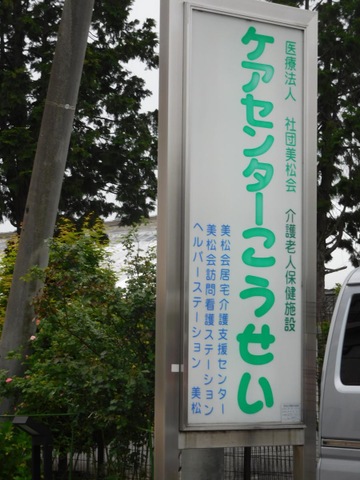 医療法人 社団美松会 介護老人保健施設
ケアセンターこうせい
美松会居宅介護支援センター
美松会訪問看護ステーション
ヘルパーステーション 美松